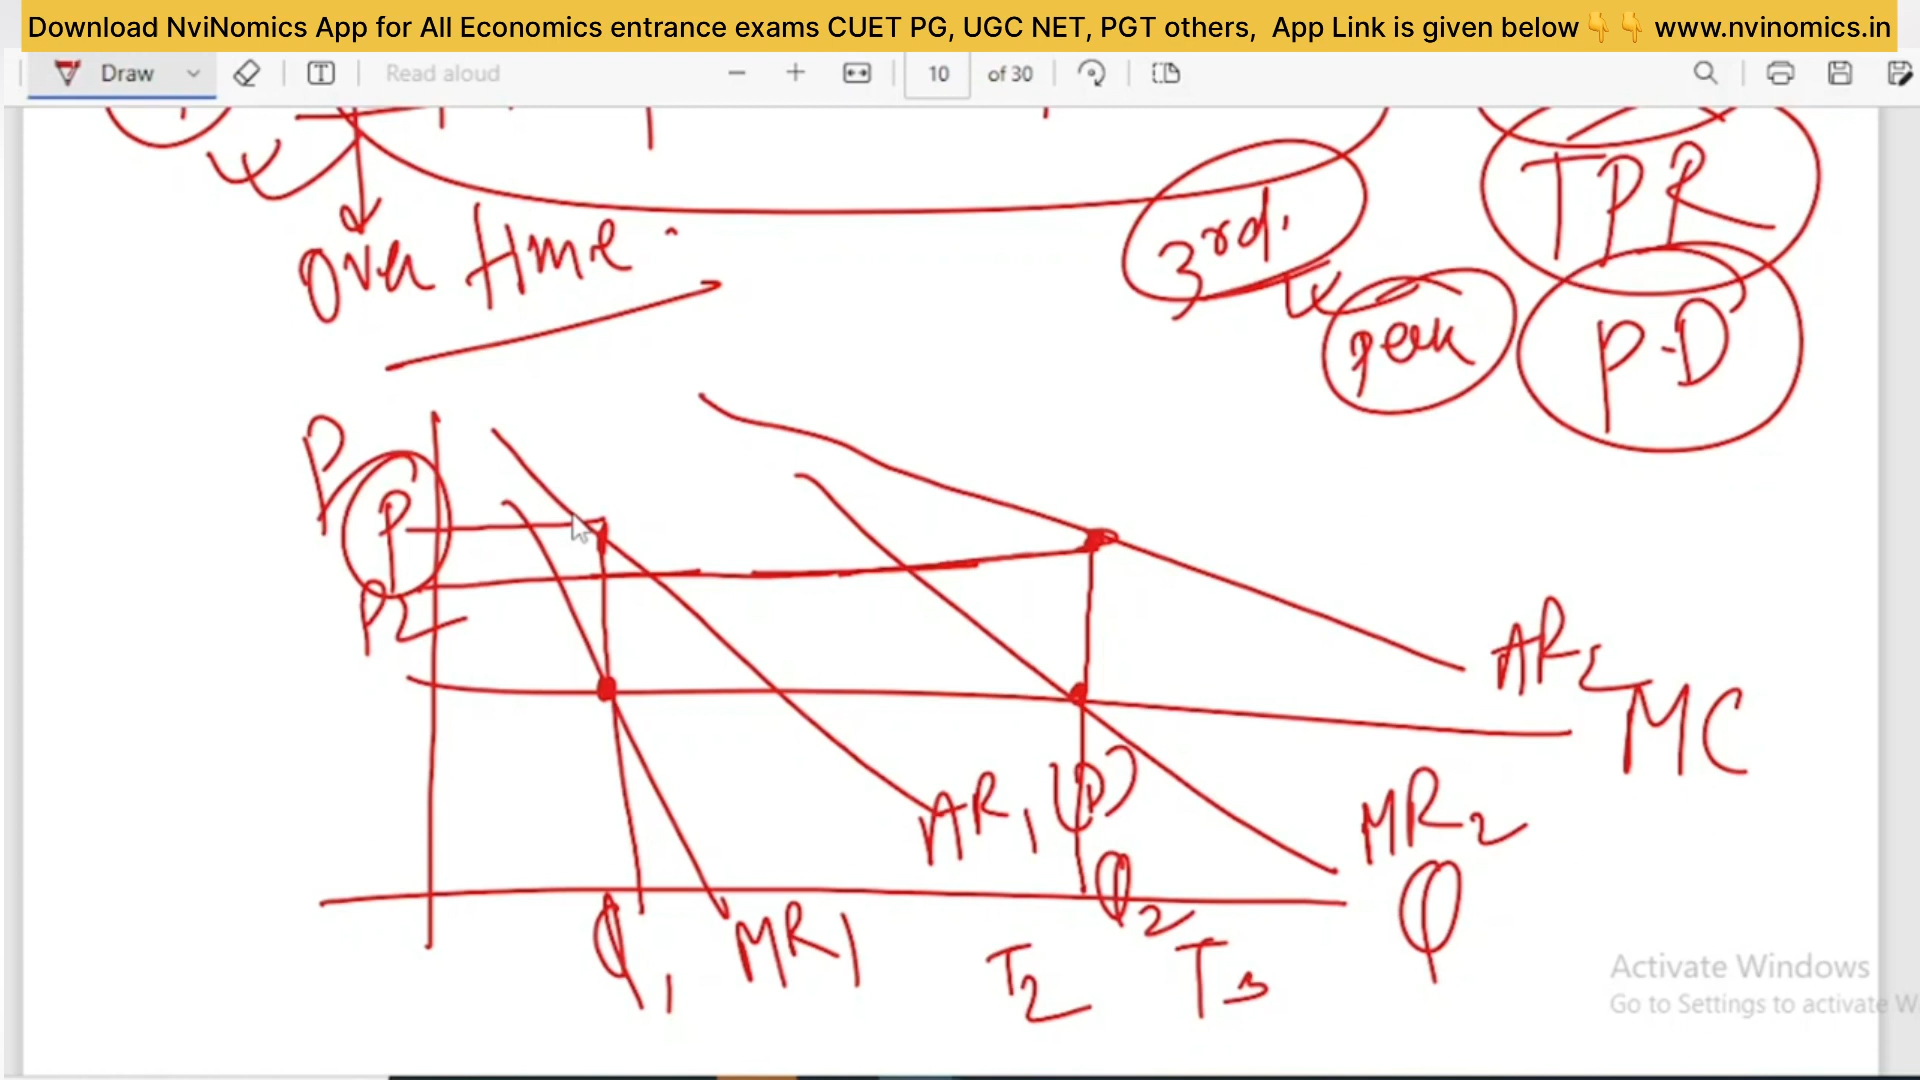 Download NviNomics App for All Economics entrance exams CUET PG, UGC NET, PGT others, App Link is given below👇👇 www.nvinomics.in
Draw
Read aloud
10 of 30
TPR
3rd.
Over time
peak
P.D
P
P
P2
AR2
MC
AR1 (P)
MR2
Q2
Q
Q1
MR1
T2
T3
Activate Windows
Go to Settings to activate W